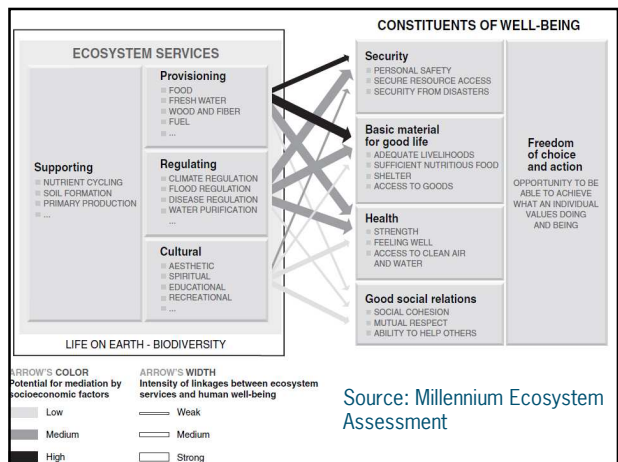 CONSTITUENTS OF WELL-BEING
ECOSYSTEM SERVICES
Supporting
NUTRIENT CYCLING
SOIL FORMATION
PRIMARY PRODUCTION
...
Provisioning
FOOD
FRESH WATER
WOOD AND FIBER
FUEL
...
Regulating
CLIMATE REGULATION
FLOOD REGULATION
DISEASE REGULATION
WATER PURIFICATION
...
Cultural
AESTHETIC
SPIRITUAL
EDUCATIONAL
RECREATIONAL
...
LIFE ON EARTH - BIODIVERSITY
Security
PERSONAL SAFETY
SECURE RESOURCE ACCESS
SECURITY FROM DISASTERS
Basic material
for good life
ADEQUATE LIVELIHOODS
SUFFICIENT NUTRITIOUS FOOD
SHELTER
ACCESS TO GOODS
Health
STRENGTH
FEELING WELL
ACCESS TO CLEAN AIR
AND WATER
Good social relations
SOCIAL COHESION
MUTUAL RESPECT
ABILITY TO HELP OTHERS
Freedom
of choice
and action
OPPORTUNITY TO BE
ABLE TO ACHIEVE
WHAT AN INDIVIDUAL
VALUES DOING
AND BEING
ARROW'S COLOR
Potential for mediation by
socioeconomic factors
Low
Medium
High
ARROW'S WIDTH
Intensity of linkages between ecosystem
services and human well-being
Weak
Medium
Strong
Source: Millennium Ecosystem
Assessment